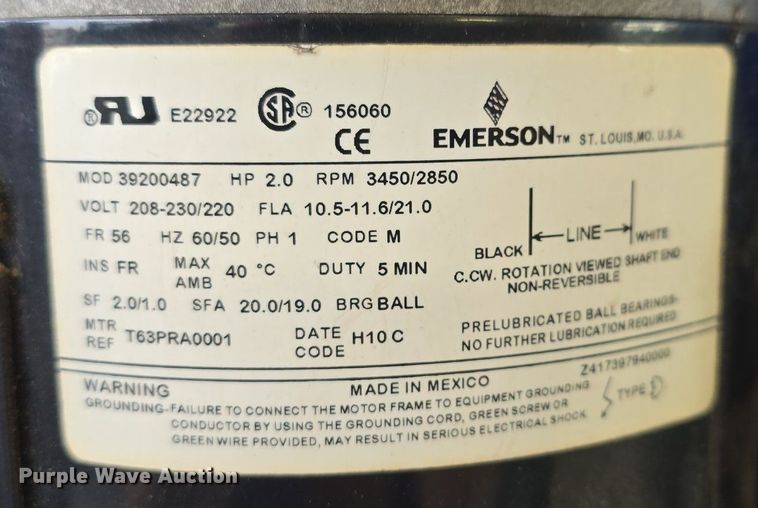 ® RU E22922 SA® 156060
CE
EMERSON™ ST. LOUIS, MO. U.S.A.
MOD 39200487 HP 2.0 RPM 3450/2850
VOLT 208-230/220 FLA 10.5-11.6/21.0
FR 56 HZ 60/50 PH 1 CODE M
INS FR MAX AMB 40 °C DUTY 5 MIN
SF 2.0/1.0 SFA 20.0/19.0 BRG BALL
MTR REF T63PRA0001 DATE CODE H10C
BLACK LINE WHITE
C.CW. ROTATION VIEWED SHAFT END
NON-REVERSIBLE
PRELUBRICATED BALL BEARINGS-
NO FURTHER LUBRICATION REQUIRED
Z417397940000
WARNING MADE IN MEXICO
GROUNDING-FAILURE TO CONNECT THE MOTOR FRAME TO EQUIPMENT GROUNDING
CONDUCTOR BY USING THE GROUNDING CORD, GREEN SCREW OR
GREEN WIRE PROVIDED, MAY RESULT IN SERIOUS ELECTRICAL SHOCK.
TYPE D
Purple Wave Auction